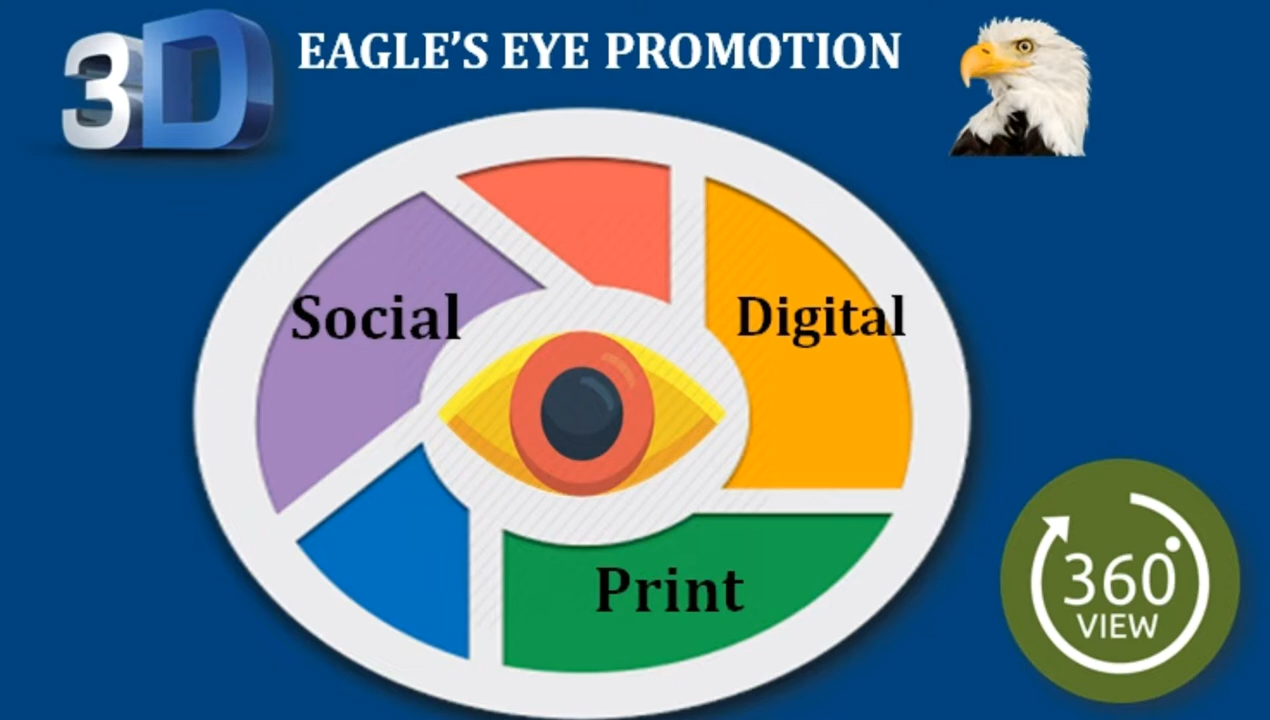 3D
EAGLE’S EYE PROMOTION
Social
Digital
Print
360°
VIEW